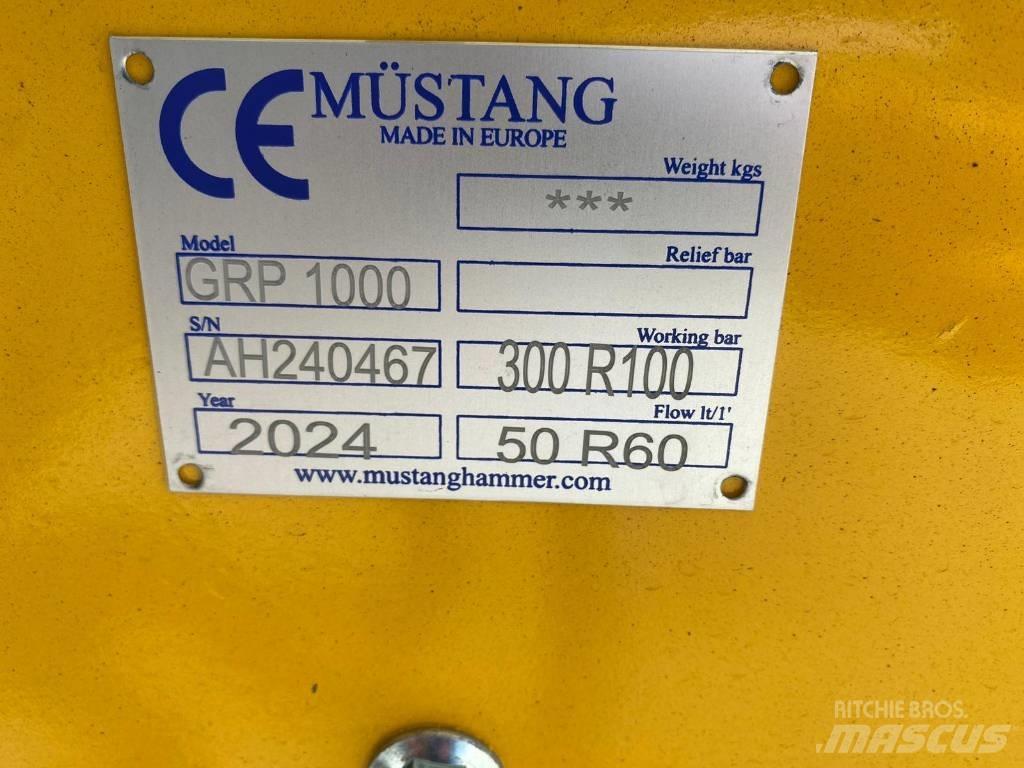 CE MÜSTANG
MADE IN EUROPE
Weight kgs
***
Model
GRP 1000
Relief bar
S/N
AH240467
Working bar
300 R100
Year
2024
Flow lt/1'
50 R60
www.mustanghammer.com
RITCHIE BROS.
MASCUS